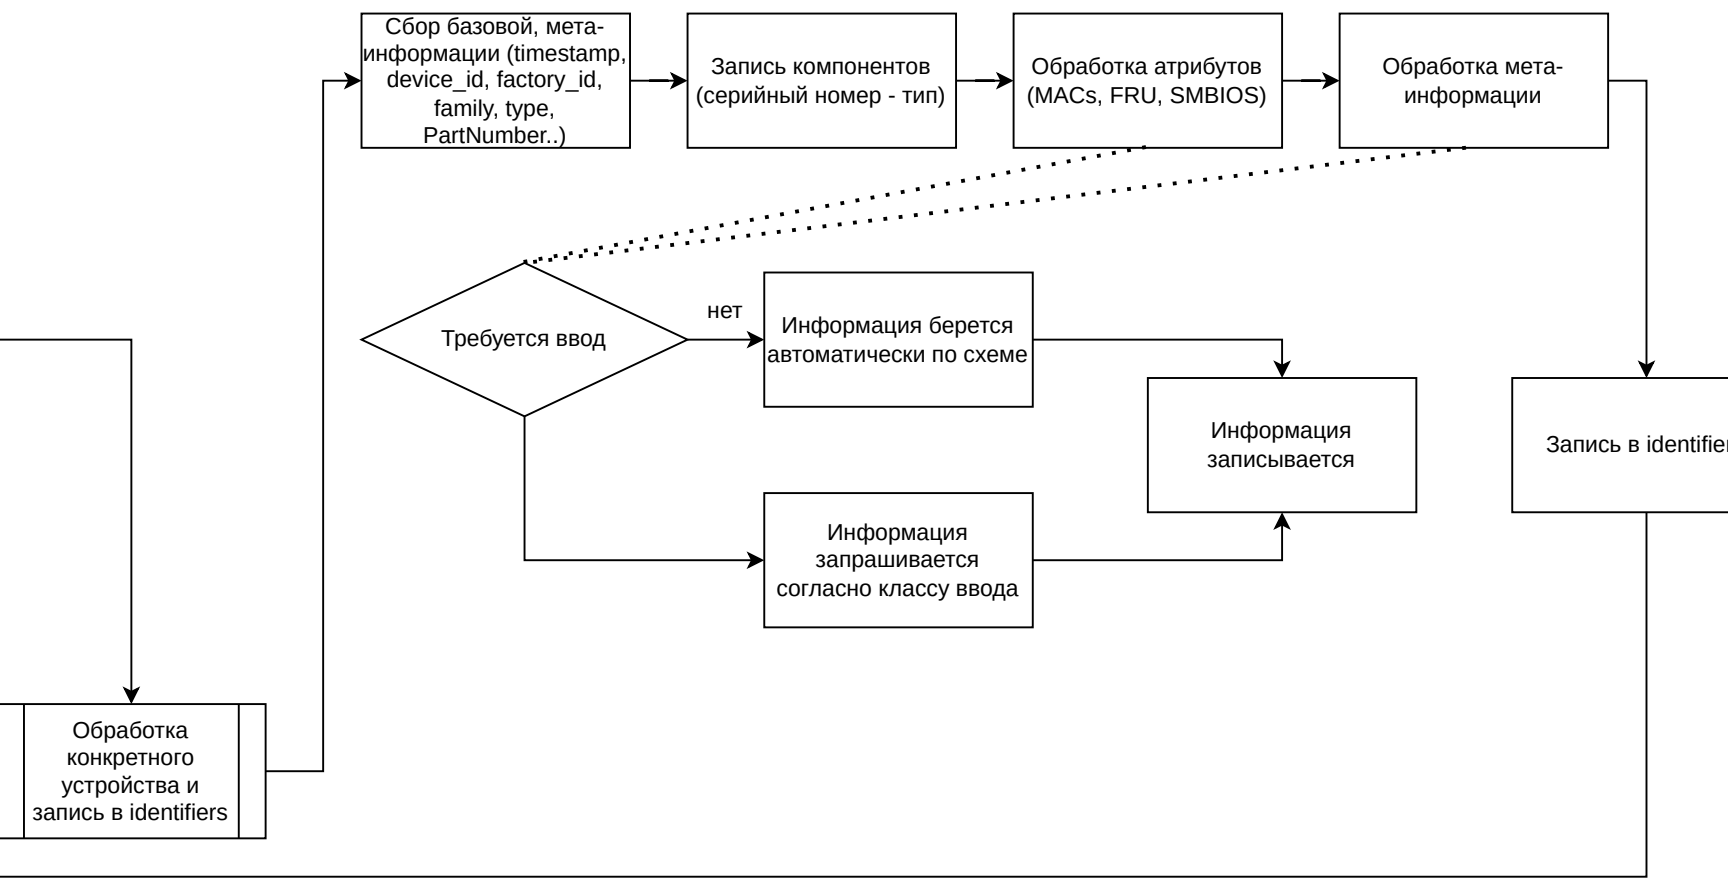 Сбор базовой, мета-
информации (timestamp,
device_id, factory_id,
family, type,
PartNumber..)
Запись компонентов
(серийный номер - тип)
Обработка атрибутов
(MACs, FRU, SMBIOS)
Обработка мета-
информации
Требуется ввод
нет
Информация берется
автоматически по схеме
Информация
записывается
Запись в
Информация
запрашивается
согласно классу ввода
Обработка
конкретного
устройства и
запись в identifiers